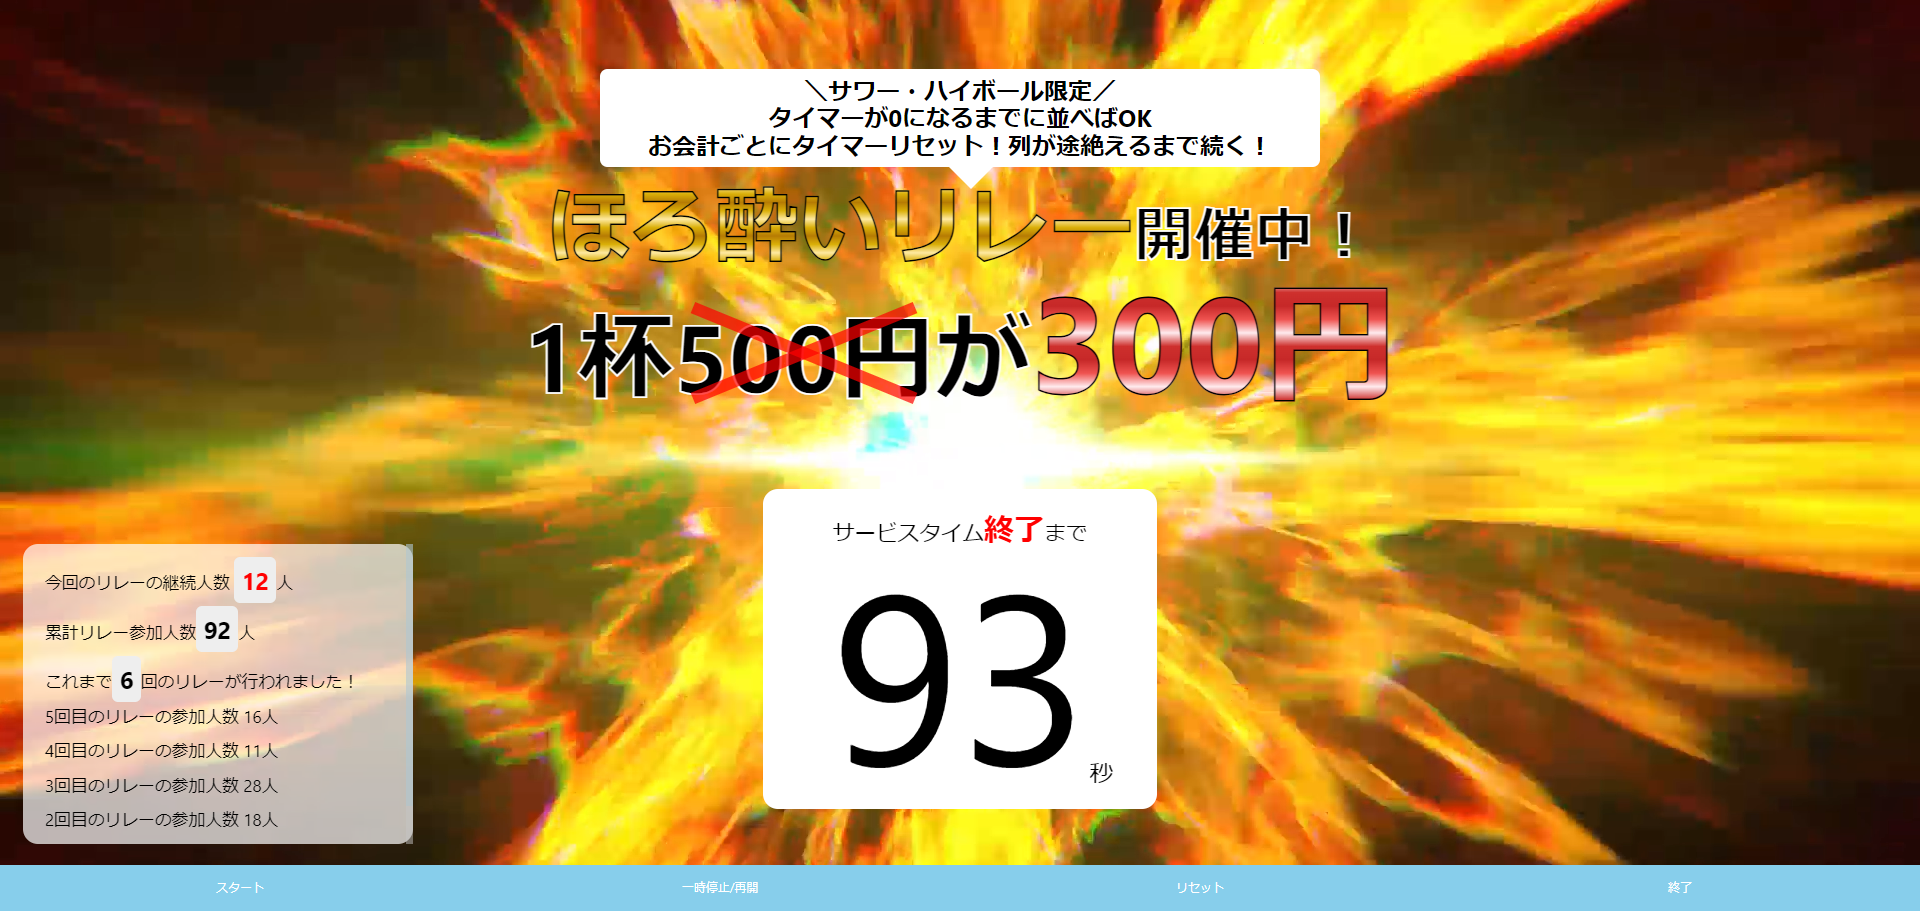 ＼サワー・ハイボール限定／
タイマーが0になるまでに並べばOK
お会計ごとにタイマーリセット！列が途絶えるまで続く！
ほろ酔いリレー開催中！
1杯500円が300円
サービスタイム終了まで
93
秒
今回のリレーの継続人数 12 人
累計リレー参加人数 92 人
これまで 6 回のリレーが行われました！
5回目のリレーの参加人数 16人
4回目のリレーの参加人数 11人
3回目のリレーの参加人数 28人
2回目のリレーの参加人数 18人
スタート
一時停止/再開
リセット
終了